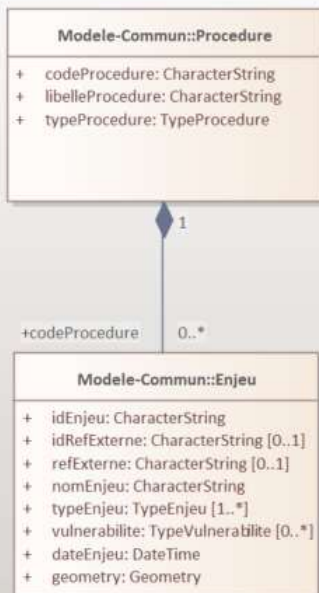 Modele-Commun::Procedure
+ codeProcedure: CharacterString
+ libelleProcedure: CharacterString
+ typeProcedure: TypeProcedure
1
+codeProcedure 0..*
Modele-Commun::Enjeu
+ idEnjeu: CharacterString
+ idRefExterne: CharacterString [0..1]
+ refExterne: CharacterString [0..1]
+ nomEnjeu: CharacterString
+ typeEnjeu: TypeEnjeu [1..*]
+ vulnerabilite: TypeVulnerabilite [0..*]
+ dateEnjeu: DateTime
+ geometry: Geometry